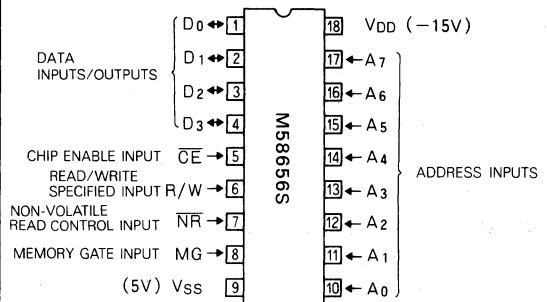 D0 ↔ 1
18 VDD (−15V)
DATA
INPUTS/OUTPUTS
D1 ↔ 2
17 ← A7
D2 ↔ 3
16 ← A6
D3 ↔ 4
15 ← A5
CHIP ENABLE INPUT C̅E̅ → 5
14 ← A4
ADDRESS INPUTS
READ/WRITE
SPECIFIED INPUT R/W → 6
13 ← A3
NON-VOLATILE
READ CONTROL INPUT N̅R̅ → 7
12 ← A2
MEMORY GATE INPUT MG → 8
11 ← A1
(5V) VSS 9
10 ← A0
M58656S